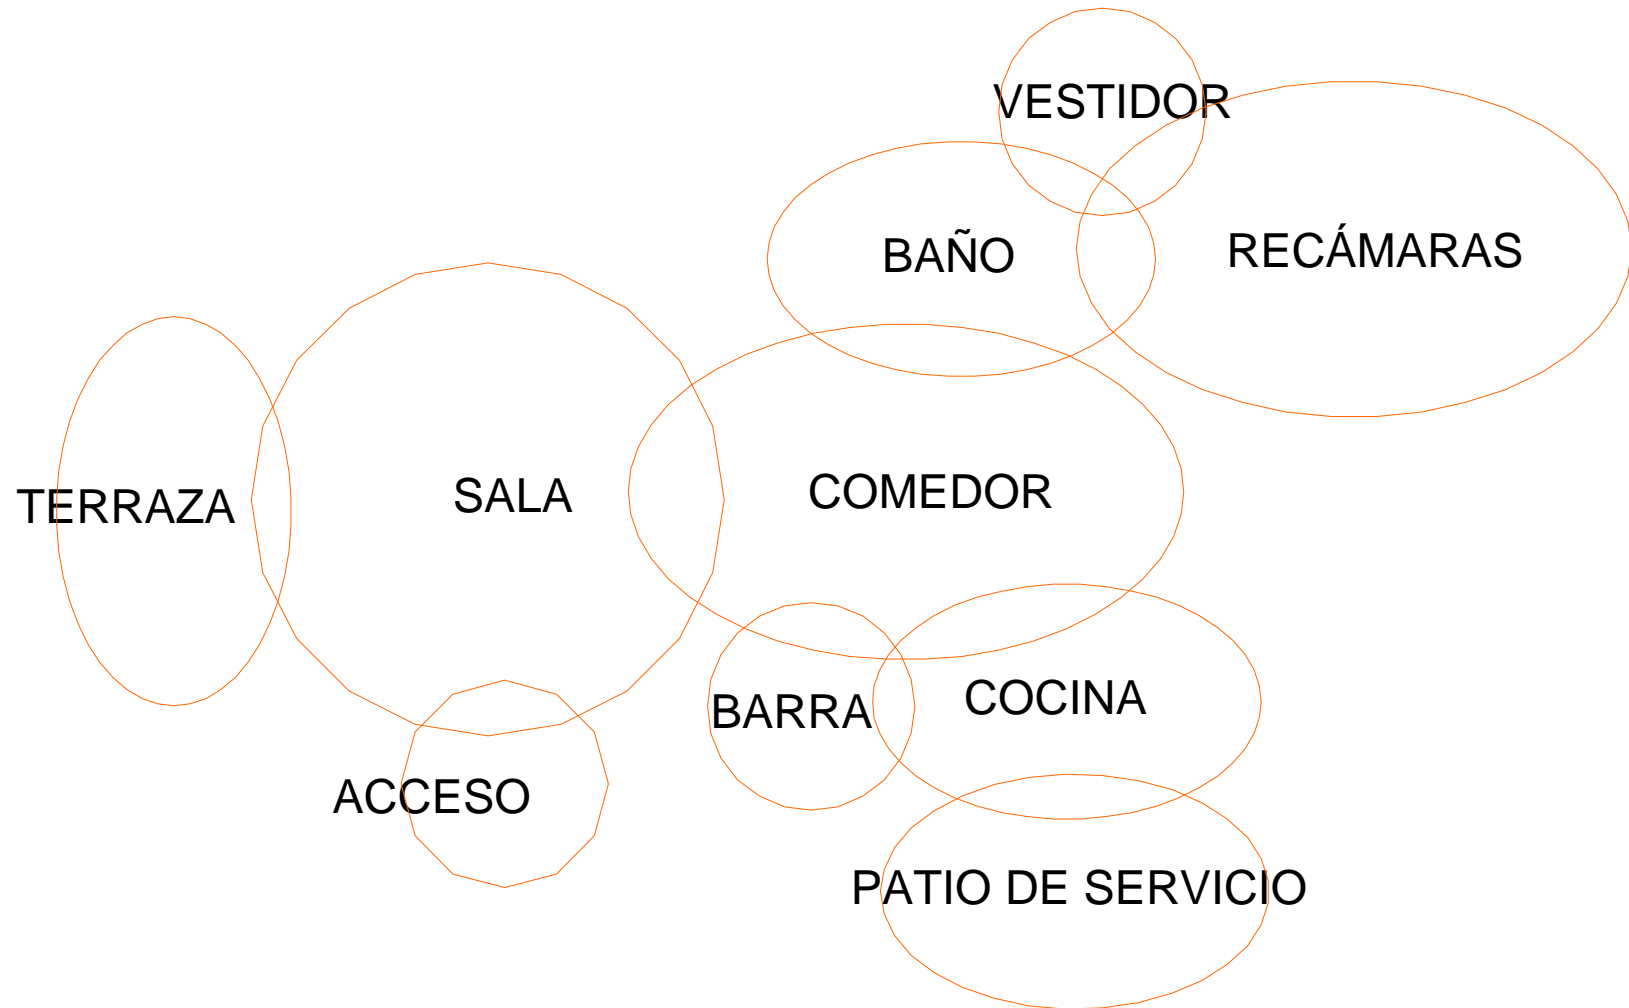 VESTIDOR
BAÑO
RECÁMARAS
TERRAZA
SALA
COMEDOR
BARRA
COCINA
ACCESO
PATIO DE SERVICIO